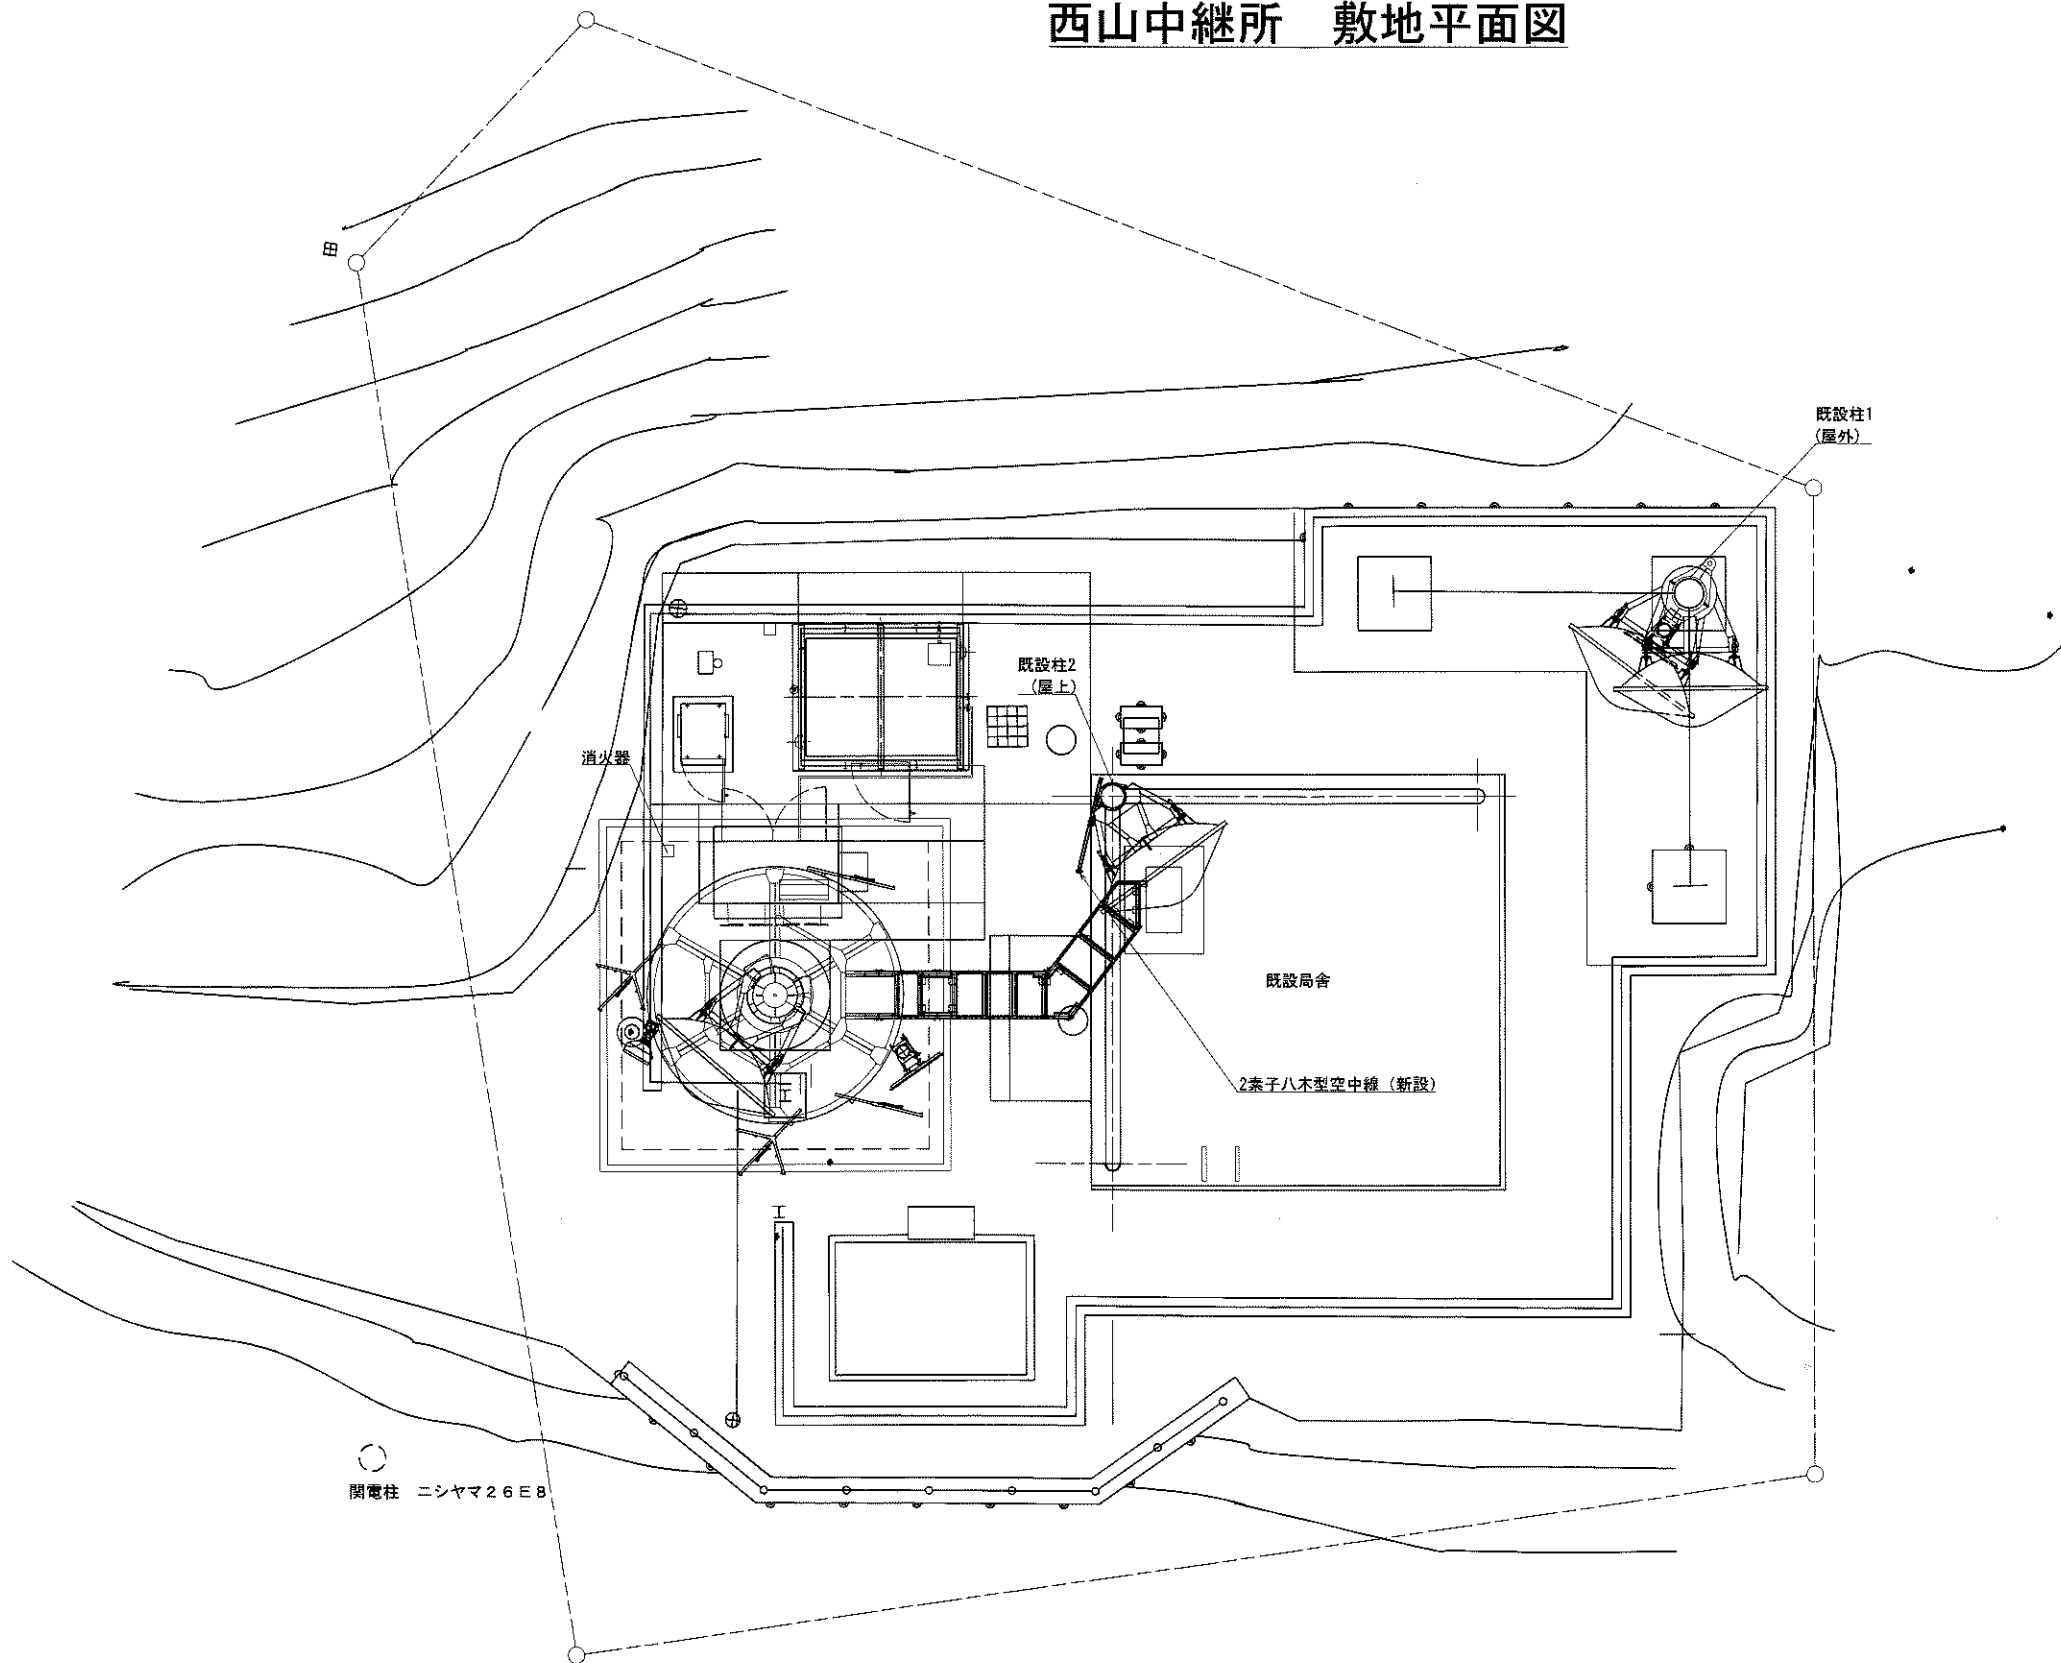 西山中継所　敷地平面図
田
既設柱1
(屋外)
既設柱2
(屋上)
消火器
既設局舎
2素子八木型空中線（新設）
関電柱　ニシヤマ26E8